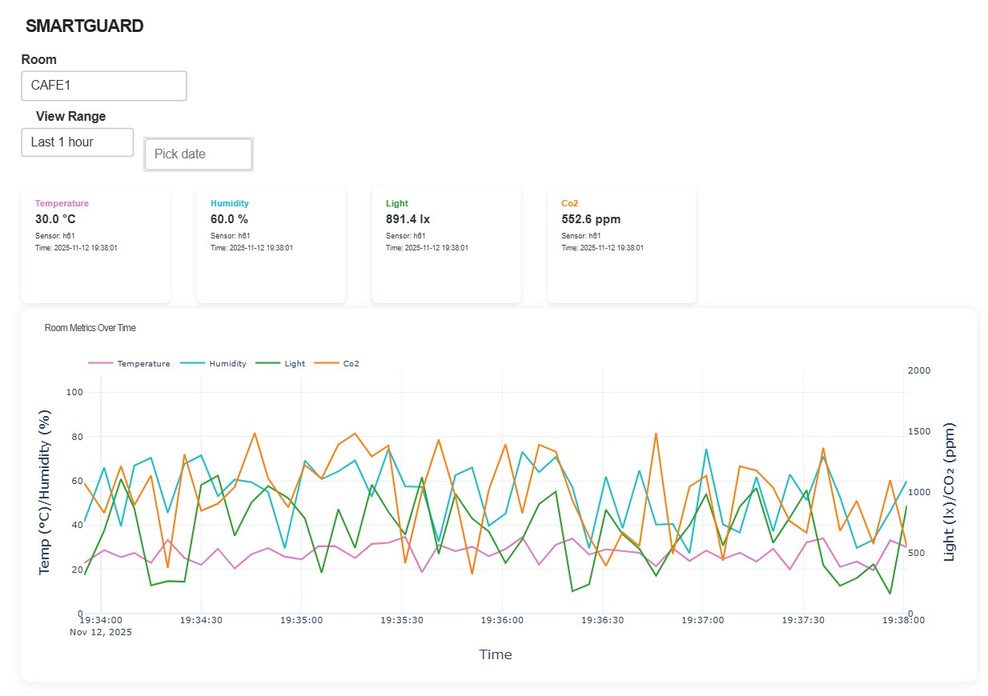 SMARTGUARD
Room
CAFE1
View Range
Last 1 hour
Pick date
Temperature
30.0 °C
Sensor: h61
Time: 2025-11-12 19:38:01
Humidity
60.0 %
Sensor: h61
Time: 2025-11-12 19:38:01
Light
891.4 lx
Sensor: h61
Time: 2025-11-12 19:38:01
Co2
552.6 ppm
Sensor: h61
Time: 2025-11-12 19:38:01
Room Metrics Over Time
Temperature Humidity Light Co2
Temp (°C)/Humidity (%)
100
80
60
40
20
0
2000
1500
1000
500
0
Light (lx)/CO₂ (ppm)
19:34:00 19:34:30 19:35:00 19:35:30 19:36:00 19:36:30 19:37:00 19:37:30 19:38:00
Nov 12, 2025
Time